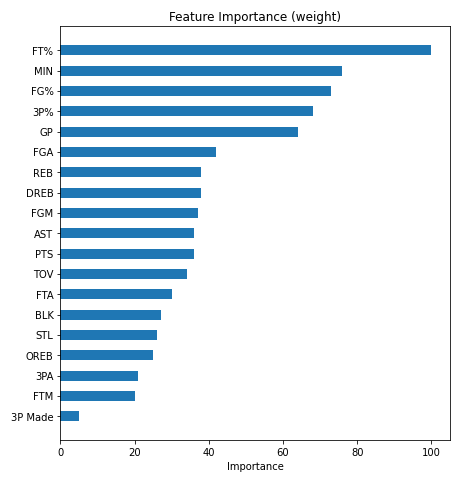 Feature Importance (weight)
FT%
MIN
FG%
3P%
GP
FGA
REB
DREB
FGM
AST
PTS
TOV
FTA
BLK
STL
OREB
3PA
FTM
3P Made
0 20 40 60 80 100
Importance